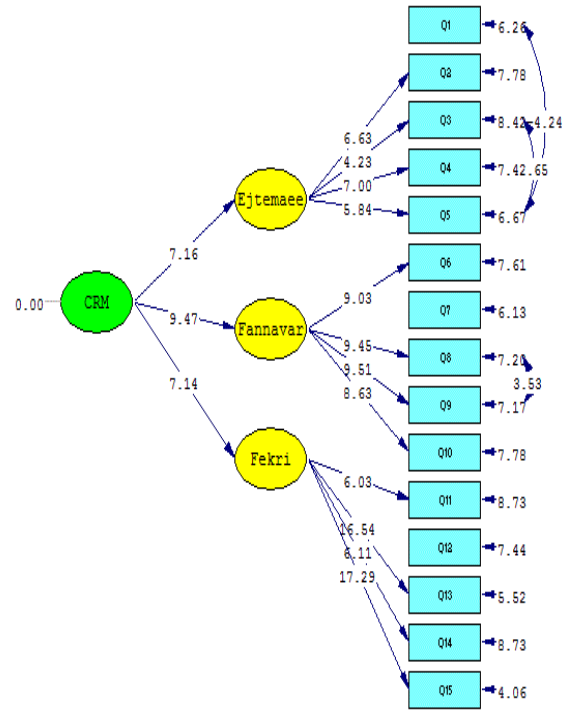 Q1
6.26
Q2
7.78
6.63
Q3
8.42
-4.24
4.23
Q4
7.42
.65
7.00
Ejtemaee
5.84
Q5
6.67
7.16
Q6
7.61
9.03
0.00
CRM
Q7
6.13
9.47
Fannavar
9.45
Q8
7.20
9.51
3.53
7.14
8.63
Q9
7.17
Q10
7.78
Fekri
6.03
Q11
8.73
16.54
Q12
7.44
6.11
17.29
Q13
5.52
Q14
8.73
Q15
4.06